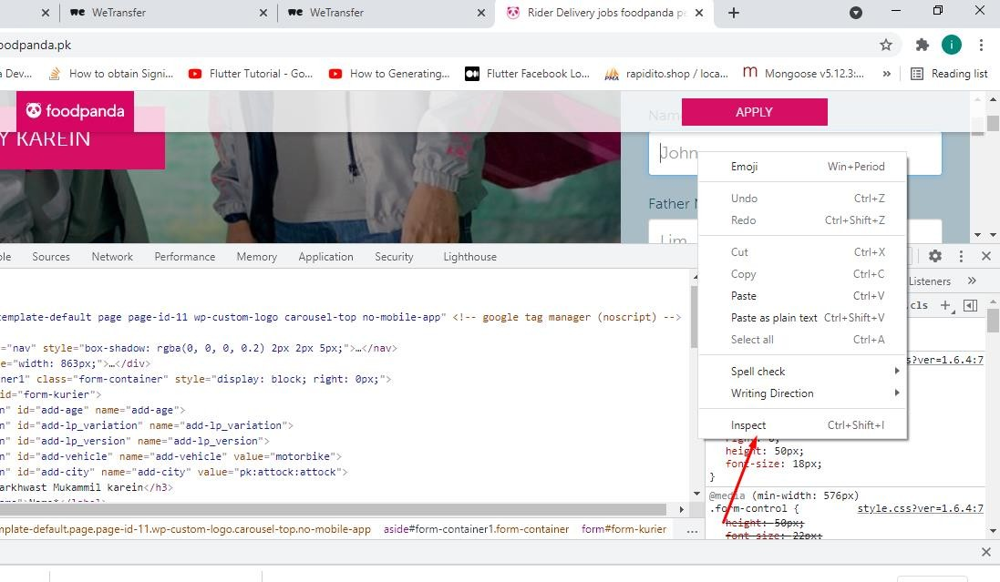 WeTransfer
WeTransfer
Rider Delivery jobs foodpanda pa
oodpanda.pk
i
Dev...
How to obtain Signi...
Flutter Tutorial - Go...
How to Generating...
Flutter Facebook Lo...
rapidito.shop / loca...
Mongoose v5.12.3:...
»
Reading list
foodpanda
APPLY
Y KAREIN
Nam
John
Father
Lim
Emoji Win+Period
Undo Ctrl+Z
Redo Ctrl+Shift+Z
Cut Ctrl+X
Copy Ctrl+C
Paste Ctrl+V
Paste as plain text Ctrl+Shift+V
Select all Ctrl+A
Spell check
Writing Direction
Inspect Ctrl+Shift+I
ole Sources Network Performance Memory Application Security Lighthouse
Listeners »
.cls +
template-default page page-id-11 wp-custom-logo carousel-top no-mobile-app" <!-- google tag manager (noscript) -->
="nav" style="box-shadow: rgba(0, 0, 0, 0.2) 2px 2px 5px;">…</nav>
e="width: 863px;">…</div>
ner1" class="form-container" style="display: block; right: 0px;">
id="form-kurier">
n" id="add-age" name="add-age">
n" id="add-lp_variation" name="add-lp_variation">
n" id="add-lp_version" name="add-lp_version">
n" id="add-vehicle" name="add-vehicle" value="motorbike">
n" id="add-city" name="add-city" value="pk:attock:attock">
arkhwast Mukammil karein</h3>
ame">Name*</label>
mplate-default.page.page-id-11.wp-custom-logo.carousel-top.no-mobile-app aside#form-container1.form-container form#form-kurier ...
s?ver=1.6.4:7
right: 0;
height: 50px;
font-size: 18px;
}
@media (min-width: 576px)
.form-control { style.css?ver=1.6.4:7
height: 50px;
font-size: 22px;